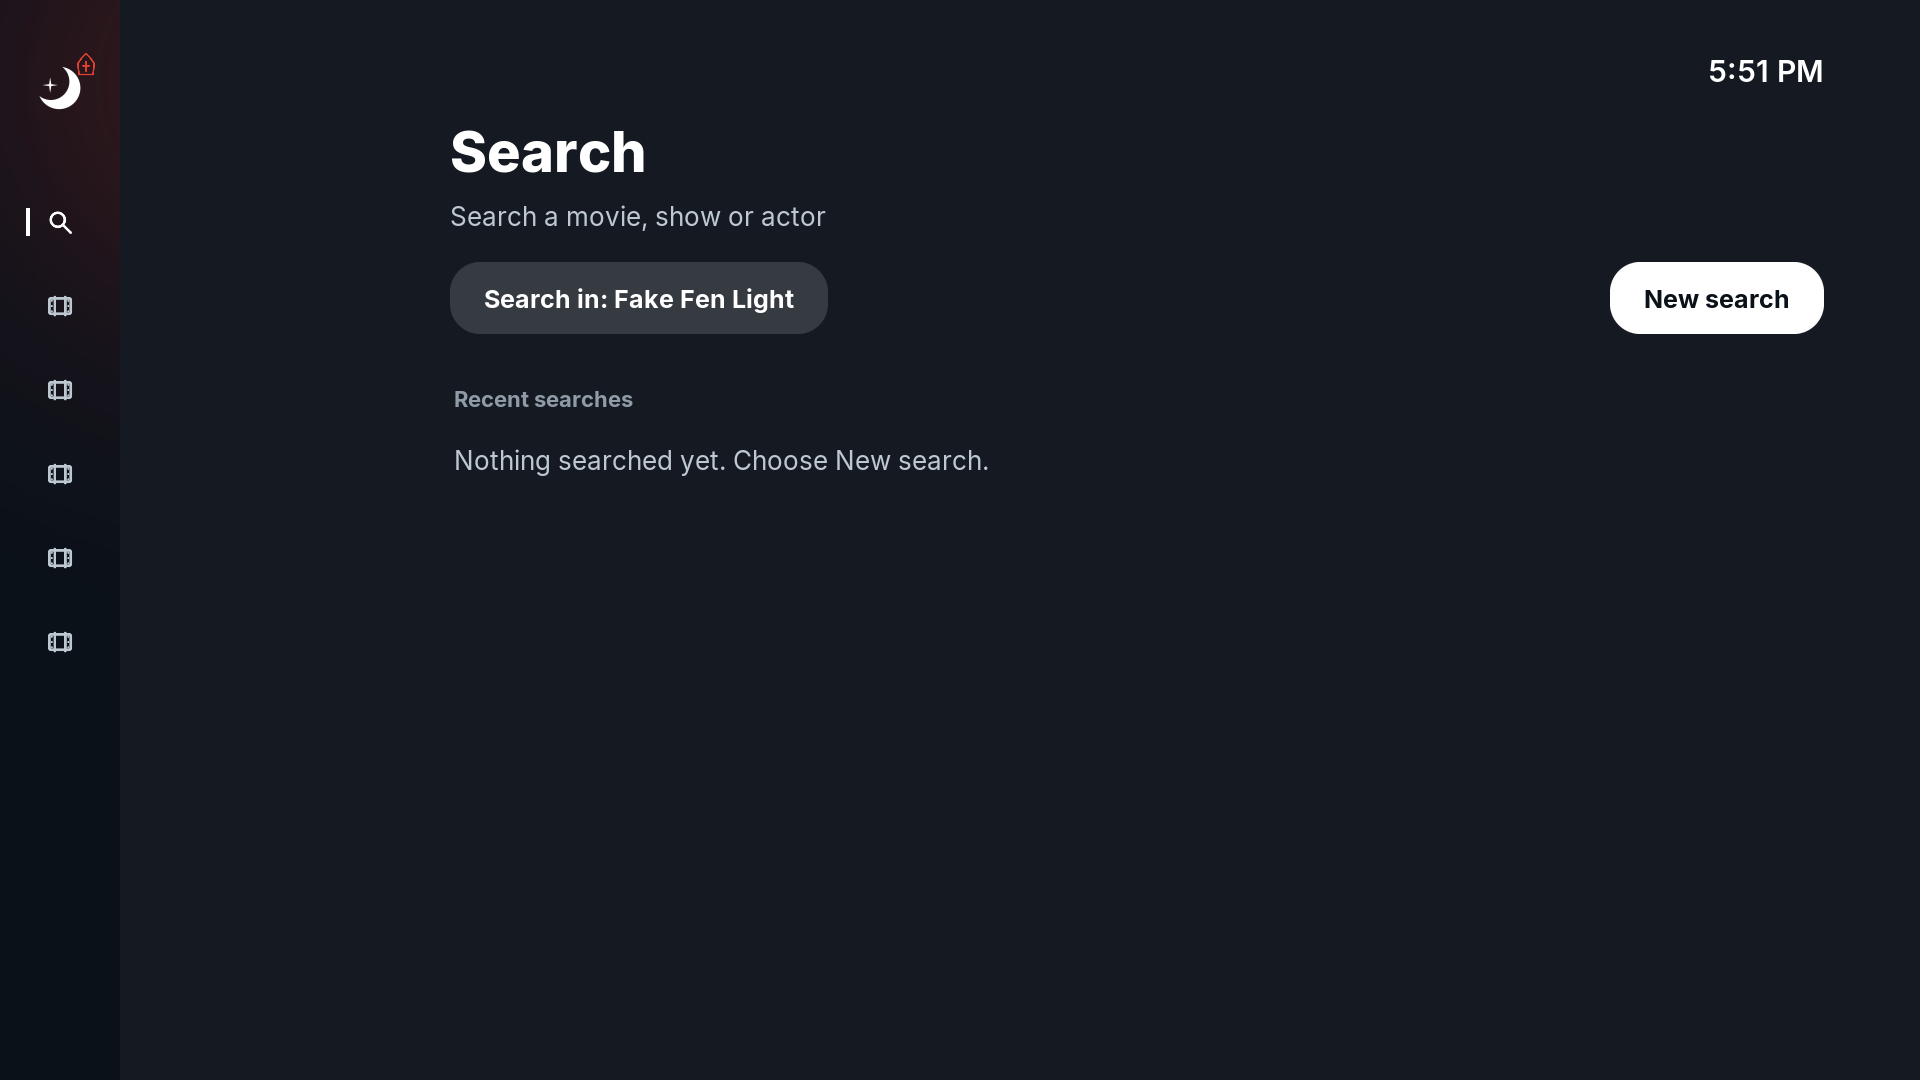 5:51 PM
Search
Search a movie, show or actor
Search in: Fake Fen Light
New search
Recent searches
Nothing searched yet. Choose New search.